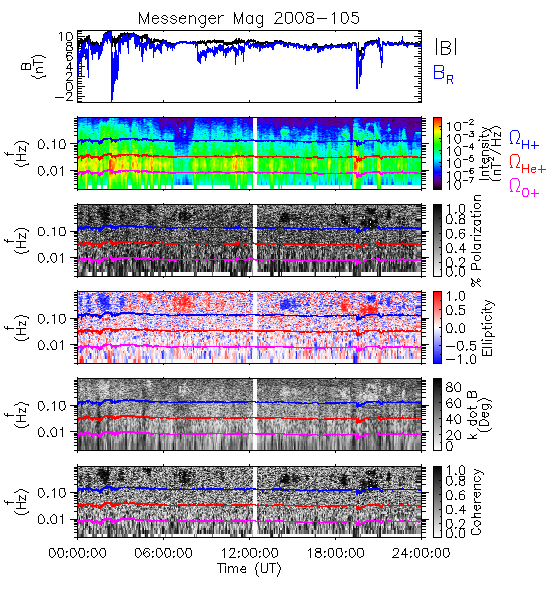 Messenger Mag 2008-105
B
(nT)
10
8
6
4
2
0
-2
|B|
B_R
f
(Hz)
0.10
0.01
10^-2
10^-3
10^-4
10^-5
10^-6
10^-7
Intensity
(nT^2/Hz)
Ω_H+
Ω_He+
Ω_O+
f
(Hz)
0.10
0.01
1.0
0.8
0.6
0.4
0.2
0.0
% Polarization
f
(Hz)
0.10
0.01
1.0
0.5
0.0
-0.5
-1.0
Ellipticity
f
(Hz)
0.10
0.01
80
60
40
20
0
k dot B
(Deg)
f
(Hz)
0.10
0.01
1.0
0.8
0.6
0.4
0.2
0.0
Coherency
00:00:00 06:00:00 12:00:00 18:00:00 24:00:00
Time (UT)